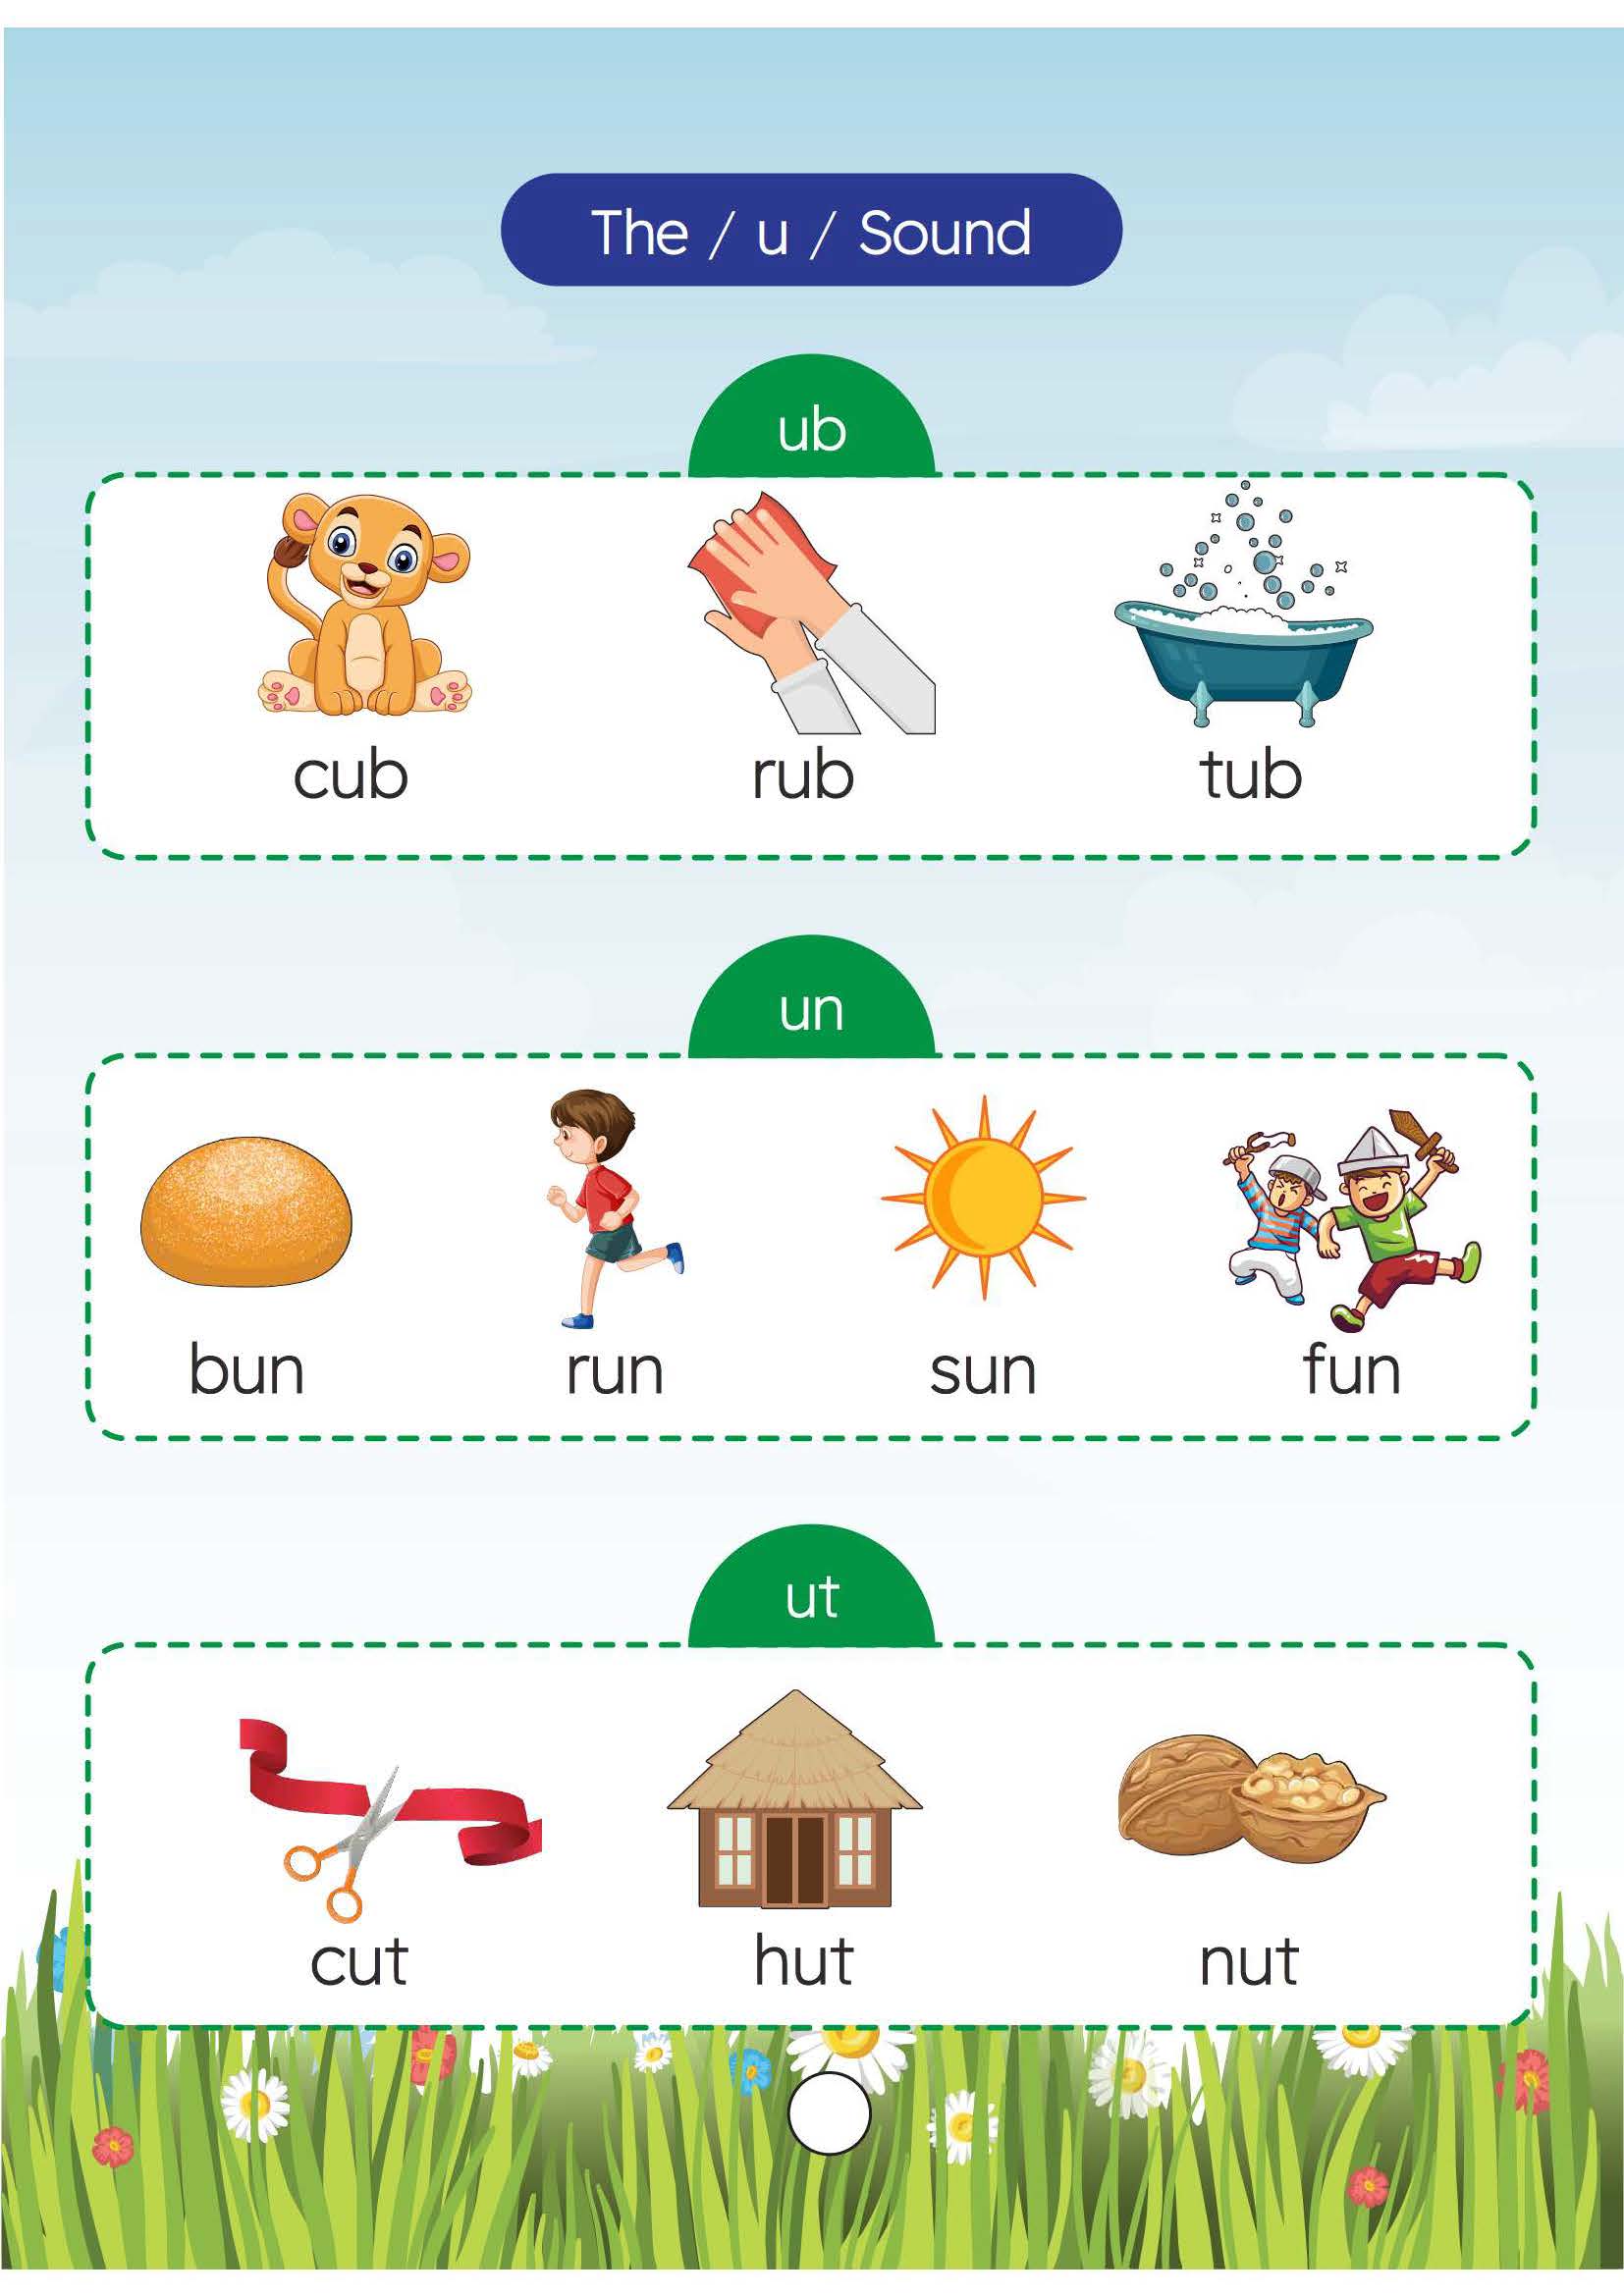 The / u / Sound
ub
cub rub tub
un
bun run sun fun
ut
cut hut nut